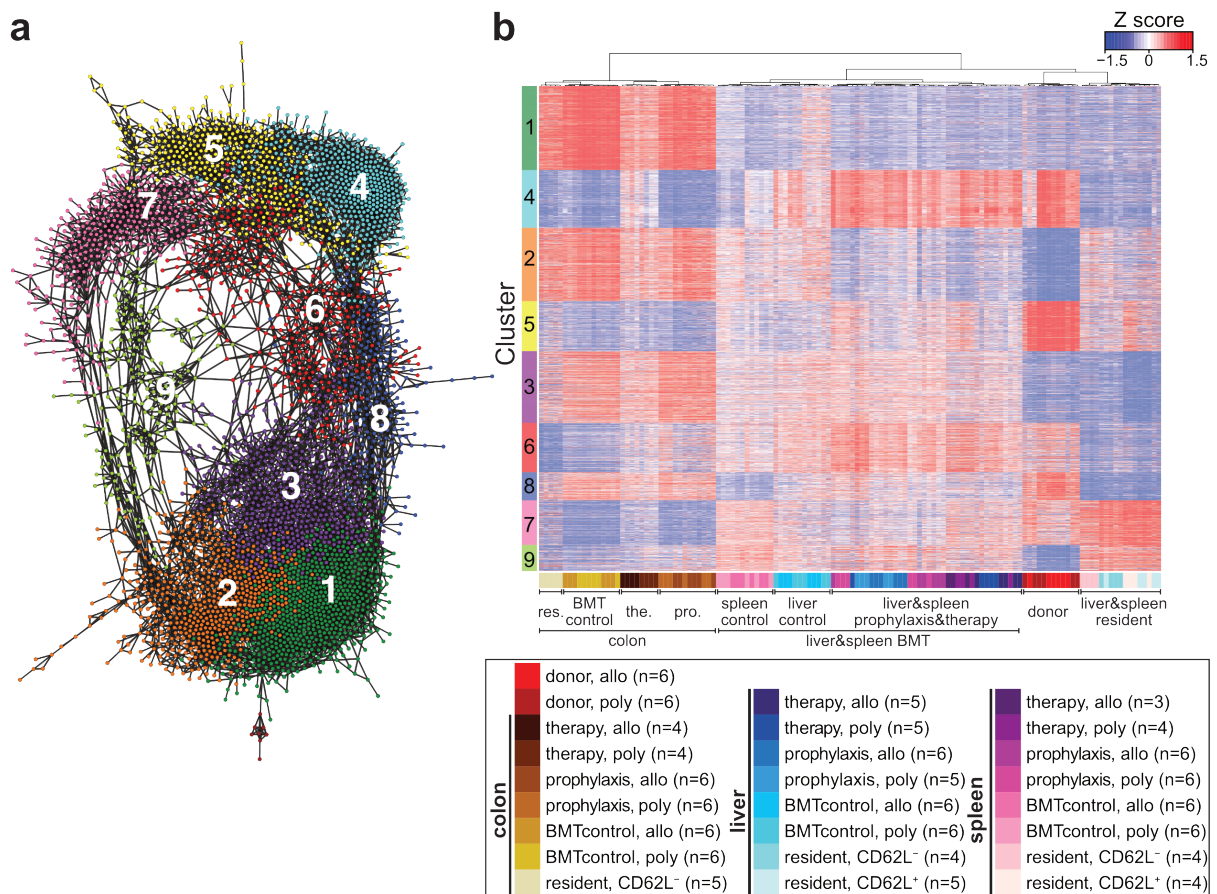 a
5
4
7
6
9
8
3
2
1
b
Z score
−1.5 0 1.5
Cluster
1
4
2
5
3
6
8
7
9
res. BMT control the. pro. spleen control liver control liver&spleen prophylaxis&therapy donor liver&spleen resident
colon liver&spleen BMT
donor, allo (n=6)
donor, poly (n=6)
colon
therapy, allo (n=4)
therapy, poly (n=4)
prophylaxis, allo (n=6)
prophylaxis, poly (n=6)
BMTcontrol, allo (n=6)
BMTcontrol, poly (n=6)
resident, CD62L⁻ (n=5)
liver
therapy, allo (n=5)
therapy, poly (n=5)
prophylaxis, allo (n=6)
prophylaxis, poly (n=5)
BMTcontrol, allo (n=6)
BMTcontrol, poly (n=6)
resident, CD62L⁻ (n=4)
resident, CD62L⁺ (n=5)
spleen
therapy, allo (n=3)
therapy, poly (n=4)
prophylaxis, allo (n=6)
prophylaxis, poly (n=6)
BMTcontrol, allo (n=6)
BMTcontrol, poly (n=6)
resident, CD62L⁻ (n=4)
resident, CD62L⁺ (n=4)